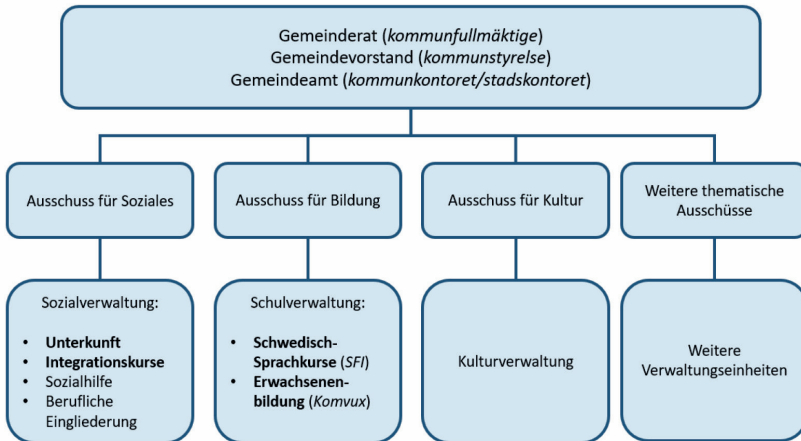 Gemeinderat (kommunfullmäktige)
Gemeindevorstand (kommunstyrelse)
Gemeindeamt (kommunkontoret/stadskontoret)
Ausschuss für Soziales
Ausschuss für Bildung
Ausschuss für Kultur
Weitere thematische
Ausschüsse
Sozialverwaltung:
• Unterkunft
• Integrationskurse
• Sozialhilfe
• Berufliche
Eingliederung
Schulverwaltung:
• Schwedisch-
Sprachkurse (SFI)
• Erwachsenen-
bildung (Komvux)
Kulturverwaltung
Weitere
Verwaltungseinheiten